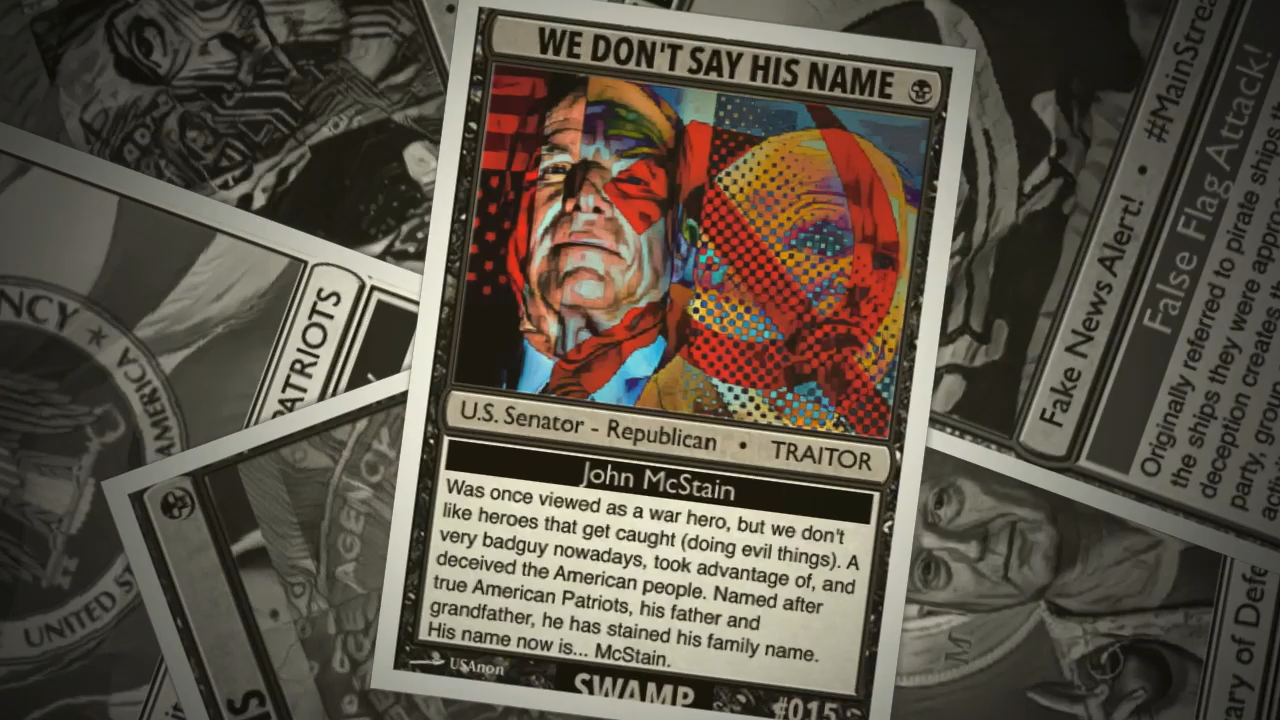 WE DON'T SAY HIS NAME
U.S. Senator - Republican • TRAITOR
John McStain
Was once viewed as a war hero, but we don't
like heroes that get caught (doing evil things). A
very badguy nowadays, took advantage of, and
deceived the American people. Named after
true American Patriots, his father and
grandfather, he has stained his family name.
His name now is... McStain.
USAnon
SWAMP
#015
NCY ★
AMERICA
UNITED S
PATRIOTS
AGENCY
Fake News Alert! • #MainStrea
False Flag Attack!
Originally referred to pirate ships th
the ships they were approa
deception creates th
party, group
ary of Defe